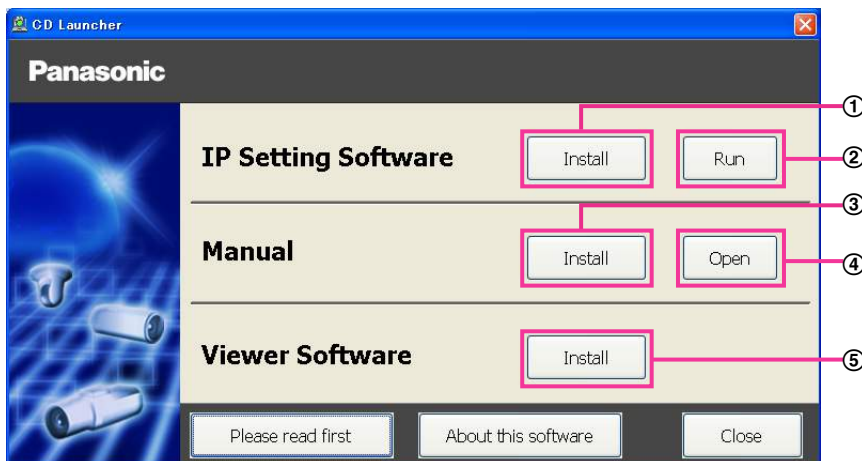 CD Launcher
Panasonic
①
IP Setting Software Install Run ②
③
Manual Install Open ④
Viewer Software Install ⑤
Please read first About this software Close